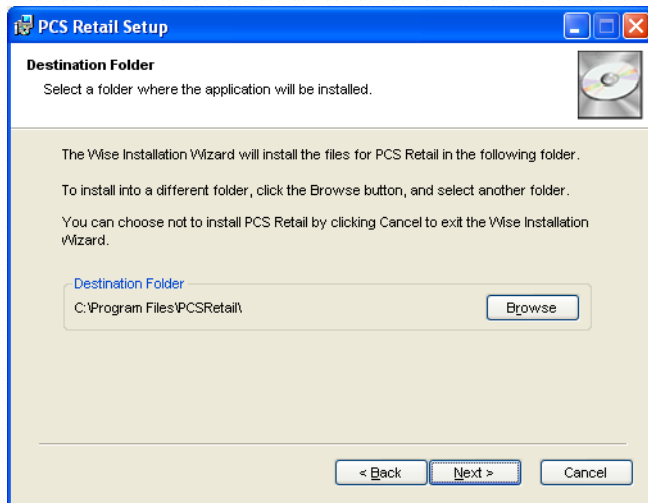 PCS Retail Setup
Destination Folder
Select a folder where the application will be installed.
The Wise Installation Wizard will install the files for PCS Retail in the following folder.
To install into a different folder, click the Browse button, and select another folder.
You can choose not to install PCS Retail by clicking Cancel to exit the Wise Installation
Wizard.
Destination Folder
C:\Program Files\PCSRetail\
Browse
< Back
Next >
Cancel